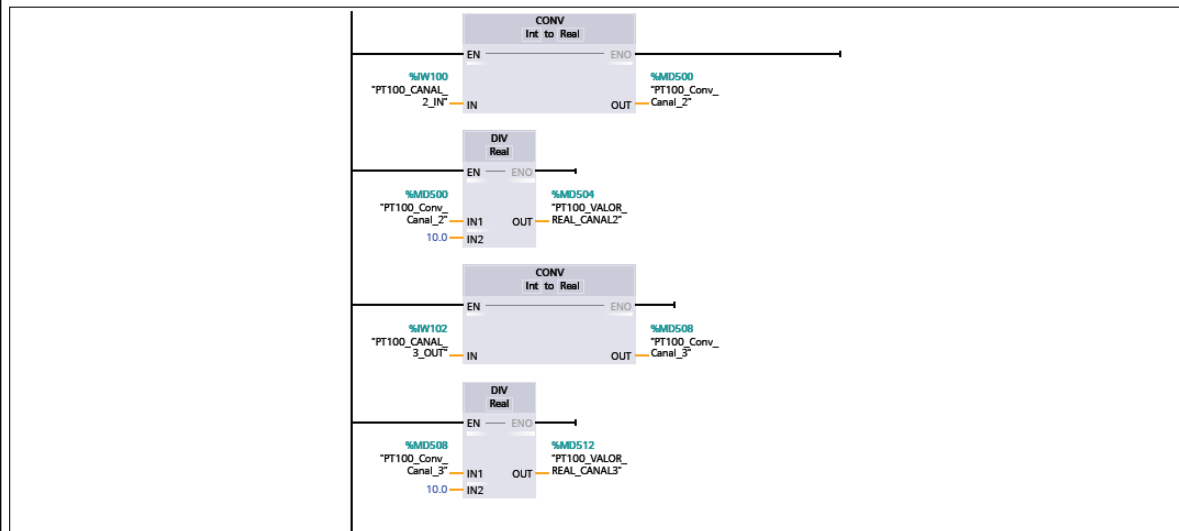 CONV
Int to Real
EN
ENO
%IW100
"PT100_CANAL_
2_IN"
IN
%MD500
"PT100_Conv_
Canal_2"
OUT
DIV
Real
EN
ENO
%MD500
"PT100_Conv_
Canal_2"
IN1
10.0
IN2
%MD504
"PT100_VALOR_
REAL_CANAL2"
OUT
CONV
Int to Real
EN
ENO
%IW102
"PT100_CANAL_
3_OUT"
IN
%MD508
"PT100_Conv_
Canal_3"
OUT
DIV
Real
EN
ENO
%MD508
"PT100_Conv_
Canal_3"
IN1
10.0
IN2
%MD512
"PT100_VALOR_
REAL_CANAL3"
OUT